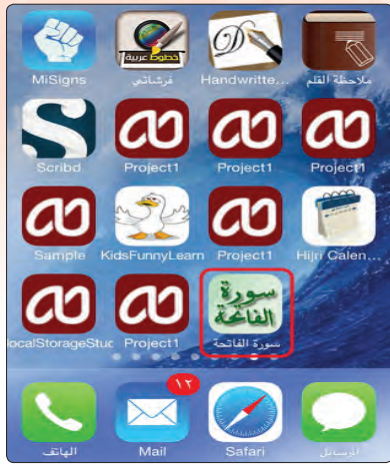 خطوط عربية
MiSigns
فرشاتي
Handwritte...
ملاحظة القلم
S
Scribd
Project1
Project1
Project1
Sample
KidsFunnyLearn
Project1
Hijri Calen...
سورة
الفاتحة
localStorageStuc
Project1
سورة الفاتحة
١٢
الهاتف
Mail
Safari
الرسائل